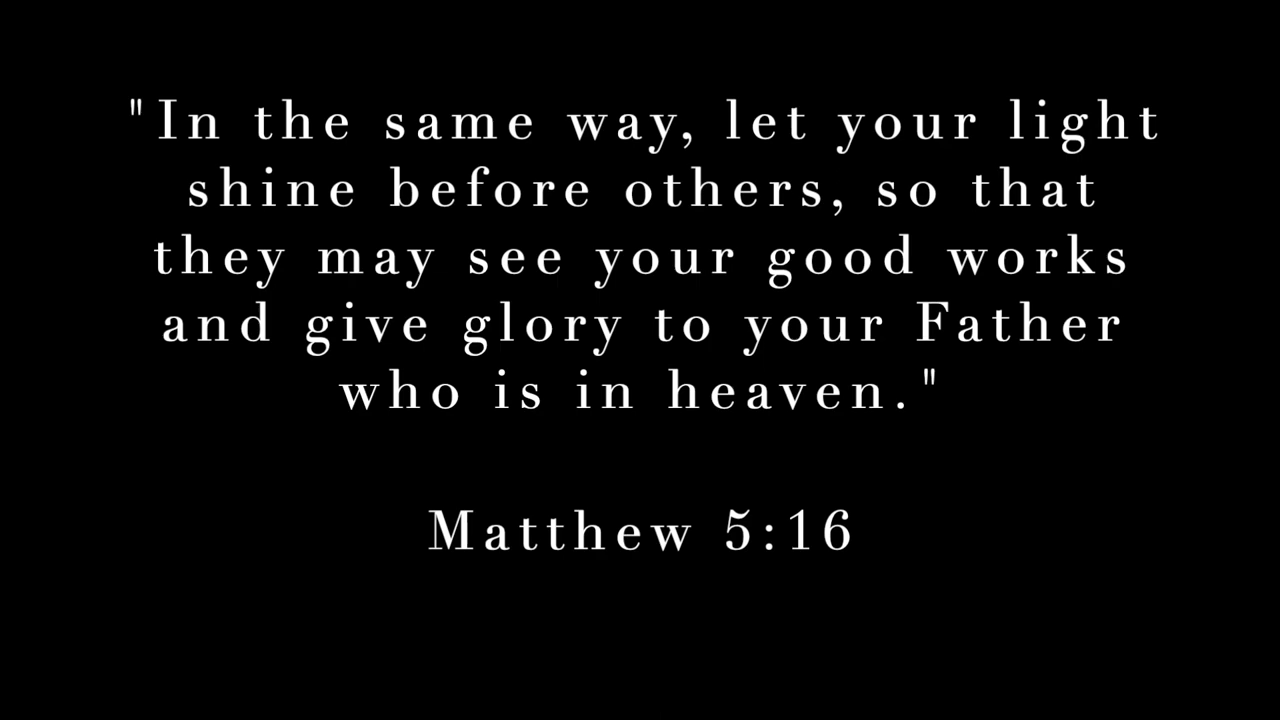 "In the same way, let your light
shine before others, so that
they may see your good works
and give glory to your Father
who is in heaven."
Matthew 5:16